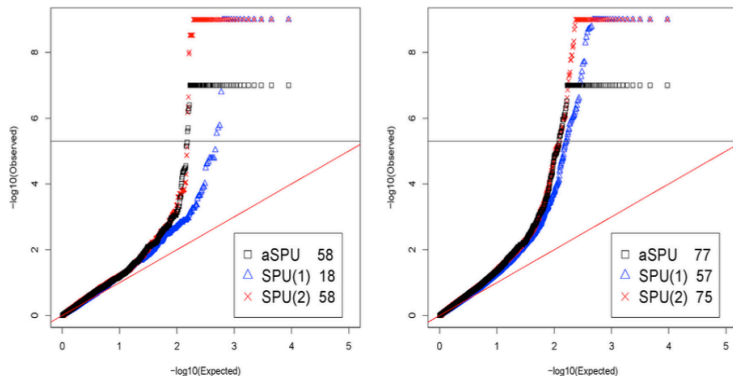 −log10(Observed)
8
6
4
2
0
aSPU 58
SPU(1) 18
SPU(2) 58
0 1 2 3 4 5
−log10(Expected)
−log10(Observed)
8
6
4
2
0
aSPU 77
SPU(1) 57
SPU(2) 75
0 1 2 3 4 5
−log10(Expected)